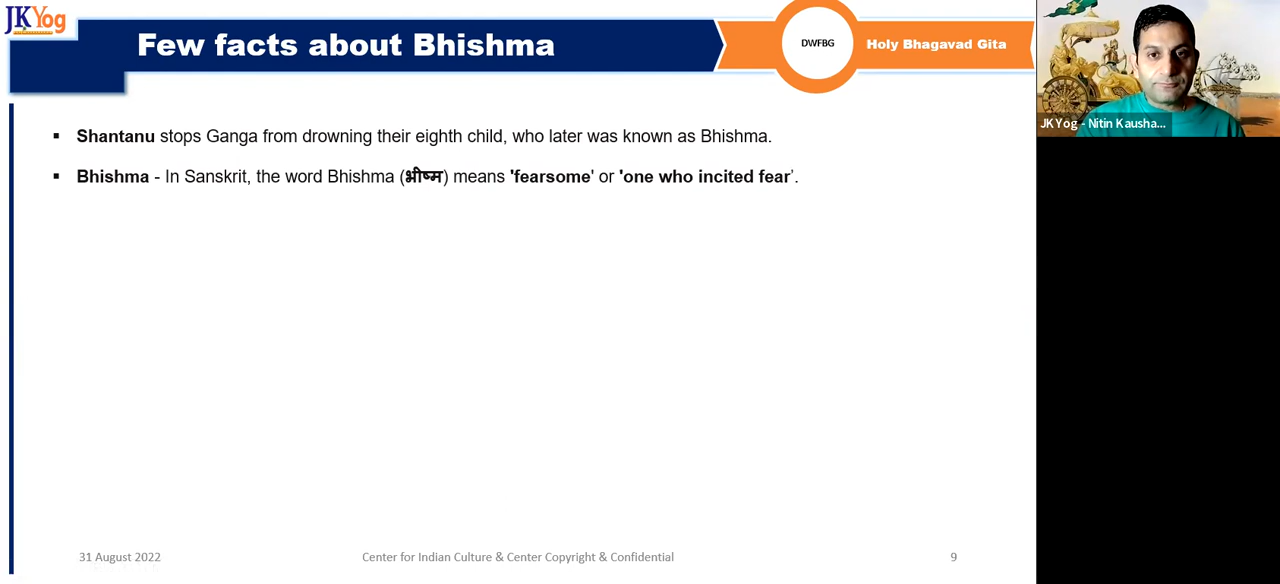 JKYog
Few facts about Bhishma
DWFBG
Holy Bhagavad Gita
JKYog - Nitin Kausha...
▪ Shantanu stops Ganga from drowning their eighth child, who later was known as Bhishma.
▪ Bhishma - In Sanskrit, the word Bhishma (भीष्म) means 'fearsome' or 'one who incited fear’.
31 August 2022
Center for Indian Culture & Center Copyright & Confidential
9